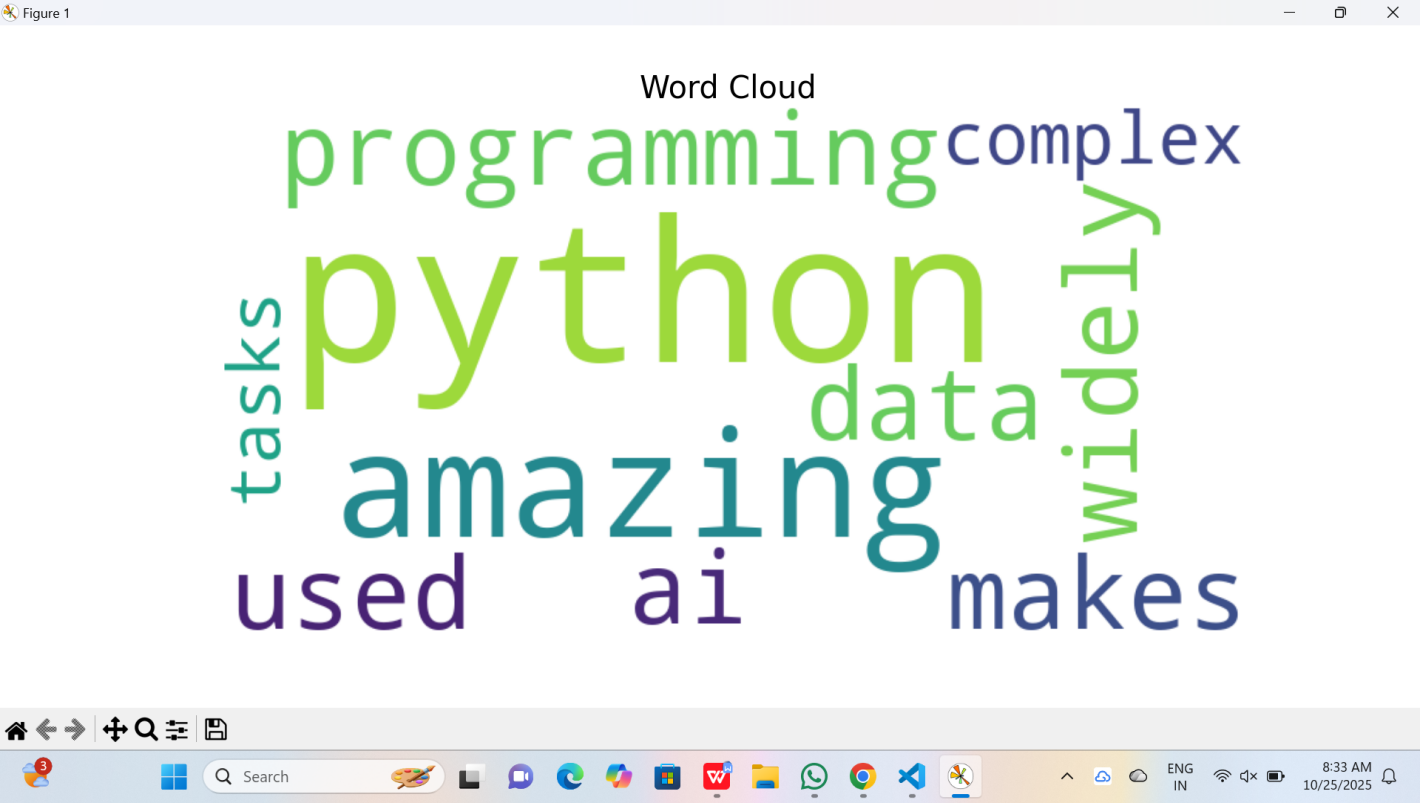 Figure 1
Word Cloud
programming
complex
python
widely
tasks
data
amazing
used
ai
makes
3
Search
W
ENG
IN
8:33 AM
10/25/2025